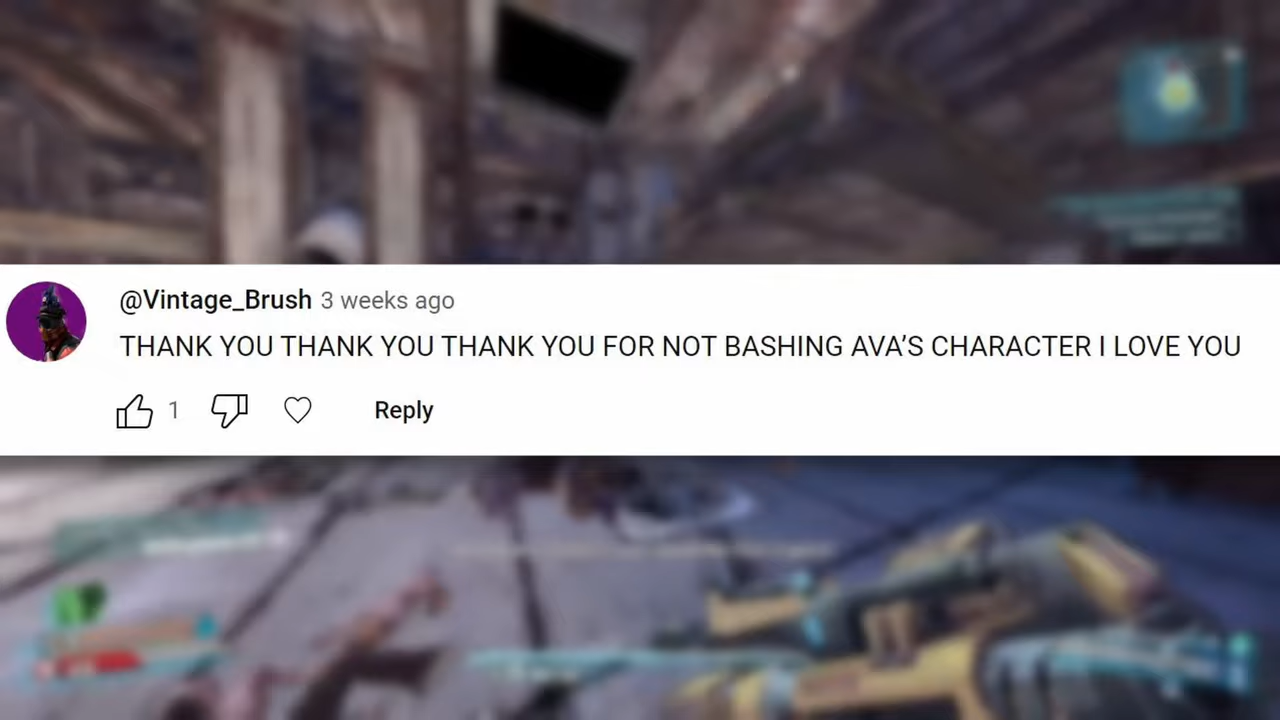 @Vintage_Brush 3 weeks ago
THANK YOU THANK YOU THANK YOU FOR NOT BASHING AVA’S CHARACTER I LOVE YOU
1
Reply